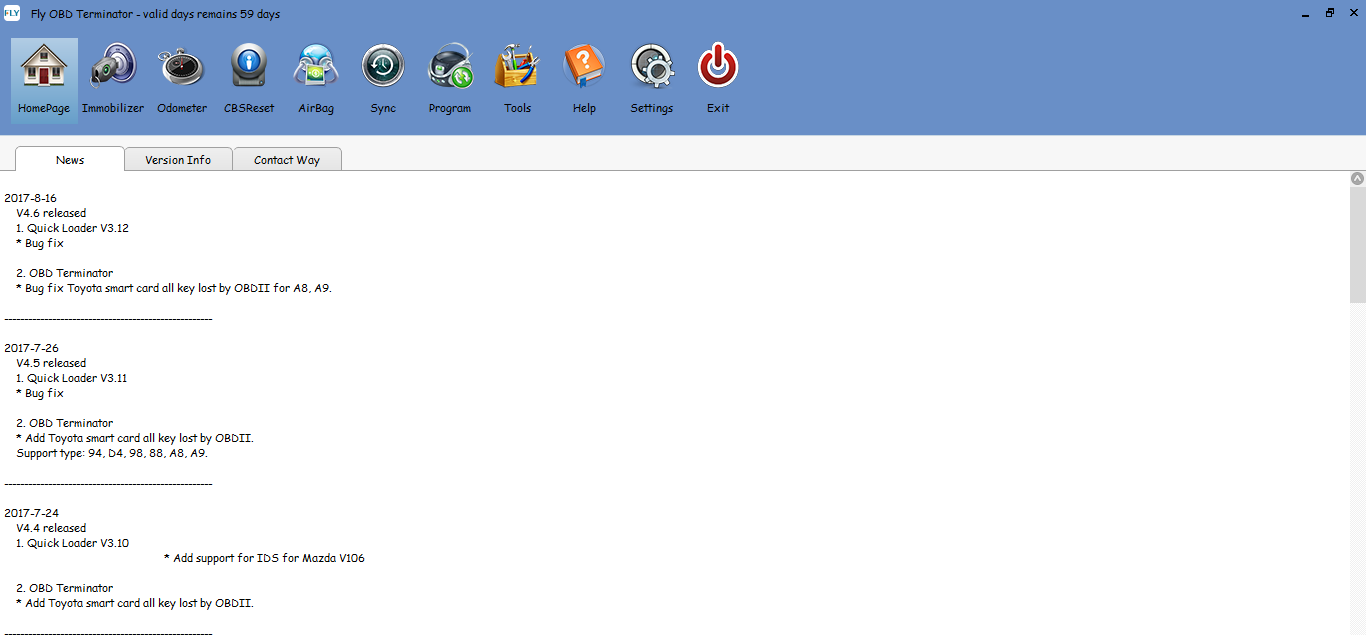 FLY Fly OBD Terminator - valid days remains 59 days
HomePage Immobilizer Odometer CBSReset AirBag Sync Program Tools Help Settings Exit
News Version Info Contact Way
2017-8-16
V4.6 released
1. Quick Loader V3.12
* Bug fix
2. OBD Terminator
* Bug fix Toyota smart card all key lost by OBDII for A8, A9.
----------------------------------------------------
2017-7-26
V4.5 released
1. Quick Loader V3.11
* Bug fix
2. OBD Terminator
* Add Toyota smart card all key lost by OBDII.
Support type: 94, D4, 98, 88, A8, A9.
----------------------------------------------------
2017-7-24
V4.4 released
1. Quick Loader V3.10
* Add support for IDS for Mazda V106
2. OBD Terminator
* Add Toyota smart card all key lost by OBDII.
----------------------------------------------------